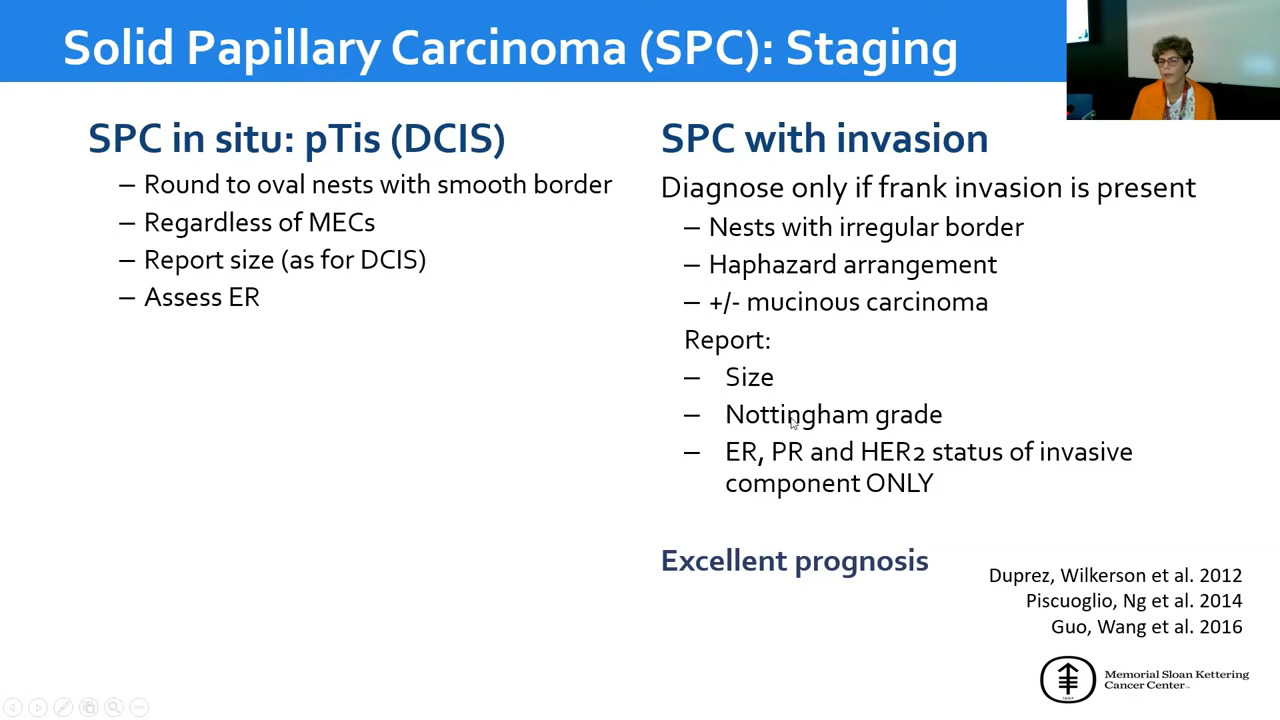 Solid Papillary Carcinoma (SPC): Staging
SPC in situ: pTis (DCIS)
– Round to oval nests with smooth border
– Regardless of MECs
– Report size (as for DCIS)
– Assess ER
SPC with invasion
Diagnose only if frank invasion is present
– Nests with irregular border
– Haphazard arrangement
– +/- mucinous carcinoma
Report:
– Size
– Nottingham grade
– ER, PR and HER2 status of invasive
component ONLY
Excellent prognosis
Duprez, Wilkerson et al. 2012
Piscuoglio, Ng et al. 2014
Guo, Wang et al. 2016
Memorial Sloan Kettering
Cancer Center